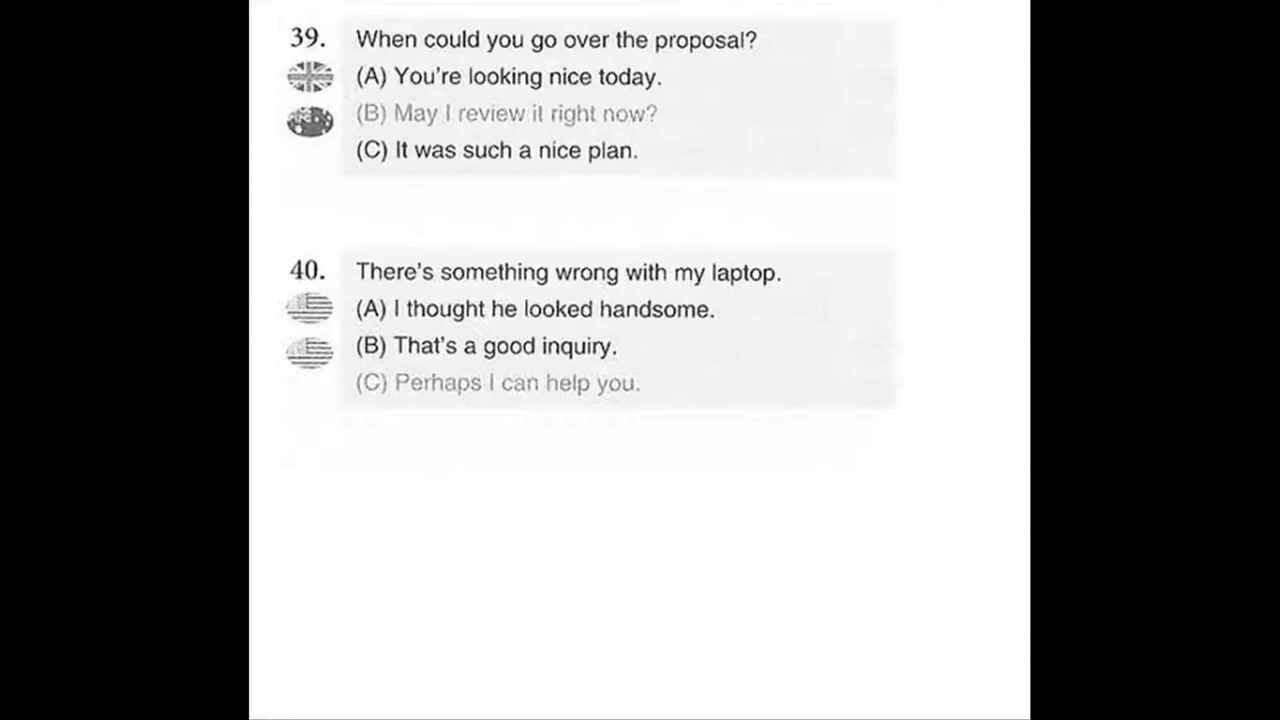 39. When could you go over the proposal?
(A) You're looking nice today.
(B) May I review it right now?
(C) It was such a nice plan.
40. There's something wrong with my laptop.
(A) I thought he looked handsome.
(B) That's a good inquiry.
(C) Perhaps I can help you.